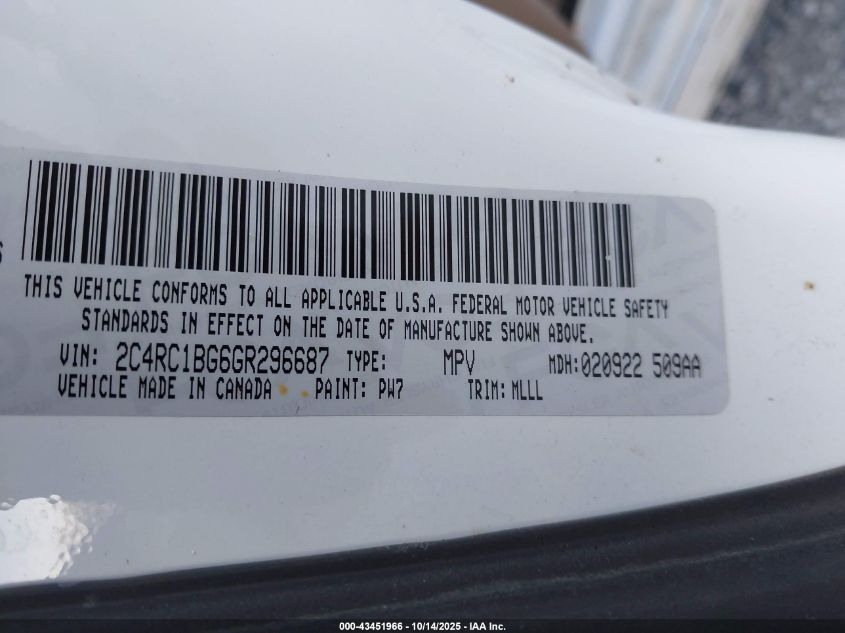 THIS VEHICLE CONFORMS TO ALL APPLICABLE U.S.A. FEDERAL MOTOR VEHICLE SAFETY
STANDARDS IN EFFECT ON THE DATE OF MANUFACTURE SHOWN ABOVE.
VIN: 2C4RC1BG6GR296687 TYPE: MPV MDH:020922 509AA
VEHICLE MADE IN CANADA PAINT: PW7 TRIM: MLLL
000-43451966 - 10/14/2025 - IAA Inc.